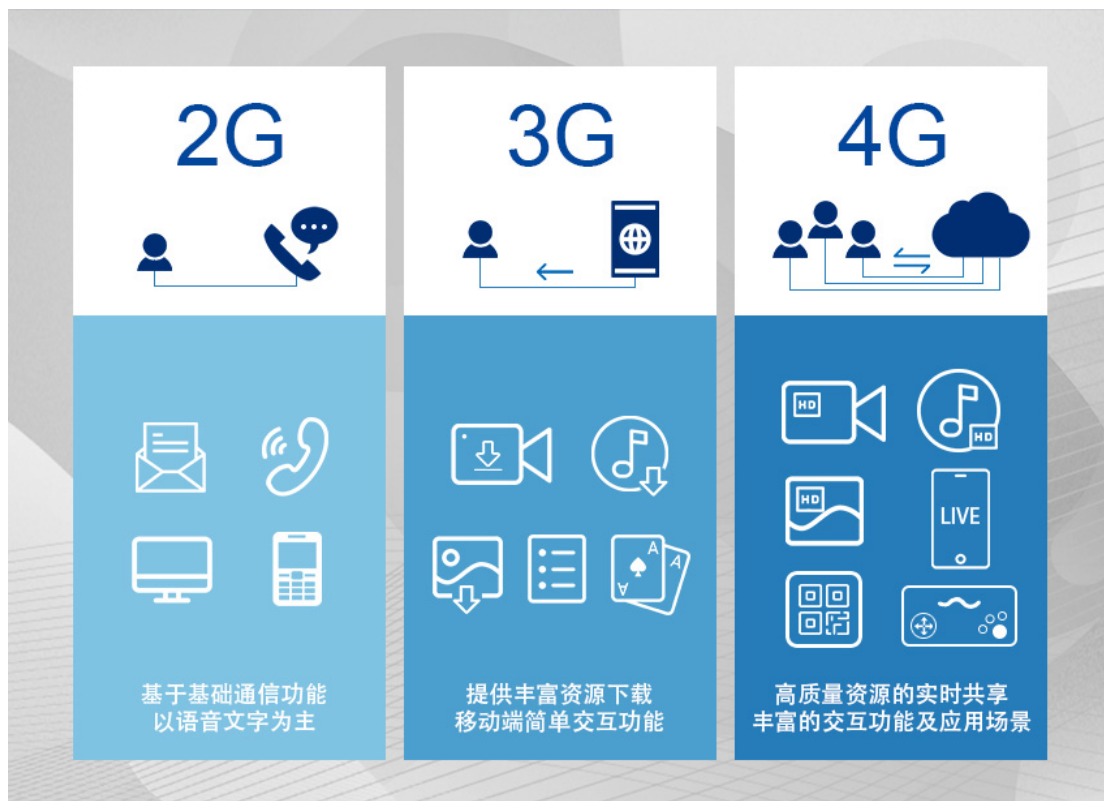 2G
3G
4G
HD
HD
HD
LIVE
A
A
A
A
基于基础通信功能
以语音文字为主
提供丰富资源下载
移动端简单交互功能
高质量资源的实时共享
丰富的交互功能及应用场景